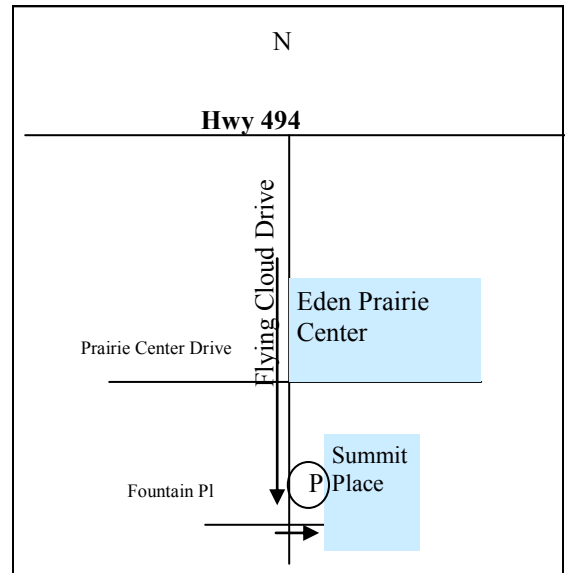 N
Hwy 494
Flying Cloud Drive
Eden Prairie
Center
Prairie Center Drive
Summit
P Place
Fountain Pl